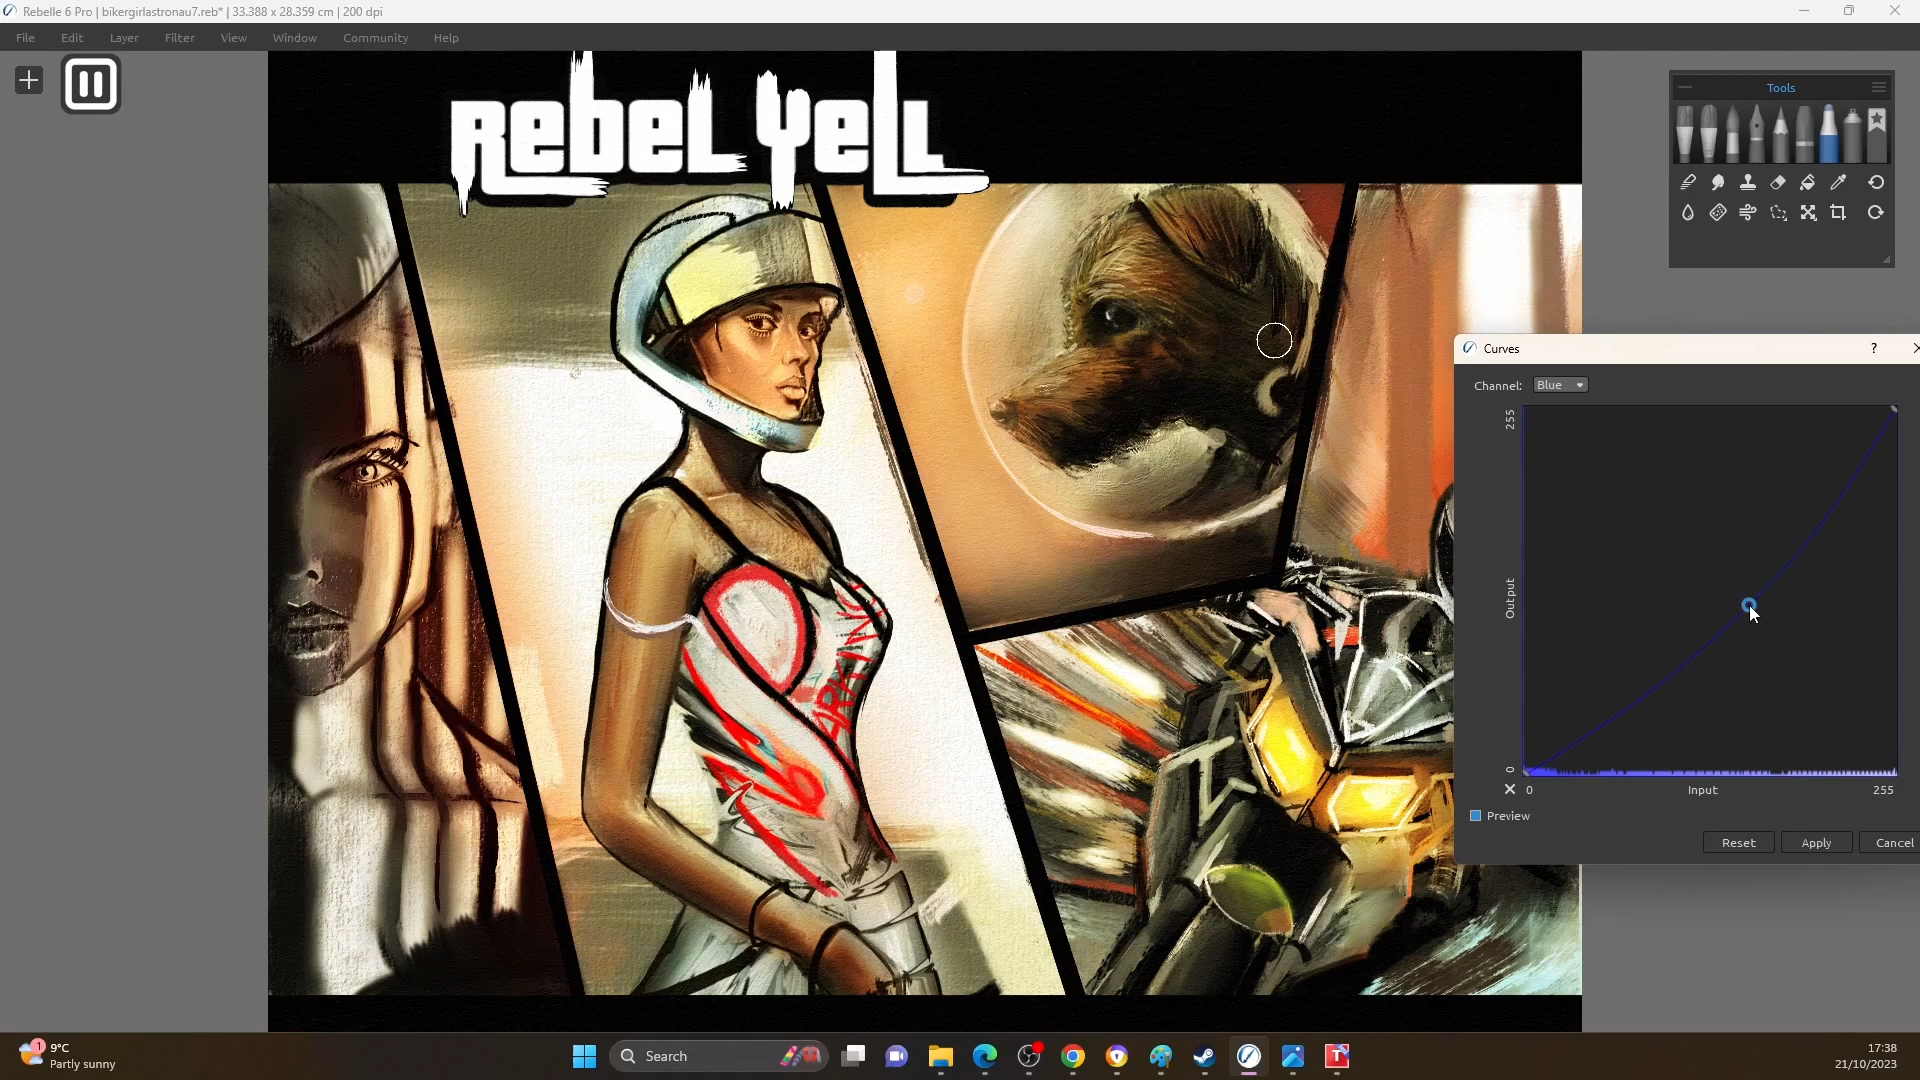 Rebelle 6 Pro | bikergirlastronau7.reb* | 33.388 x 28.359 cm | 200 dpi
File Edit Layer Filter View Window Community Help
Tools
Rebel Yell
Curves
?
Channel: Blue
255
Output
0
0 Input 255
Preview
Reset Apply Cancel
1
9°C
Partly sunny
Search
T
17:38
21/10/2023